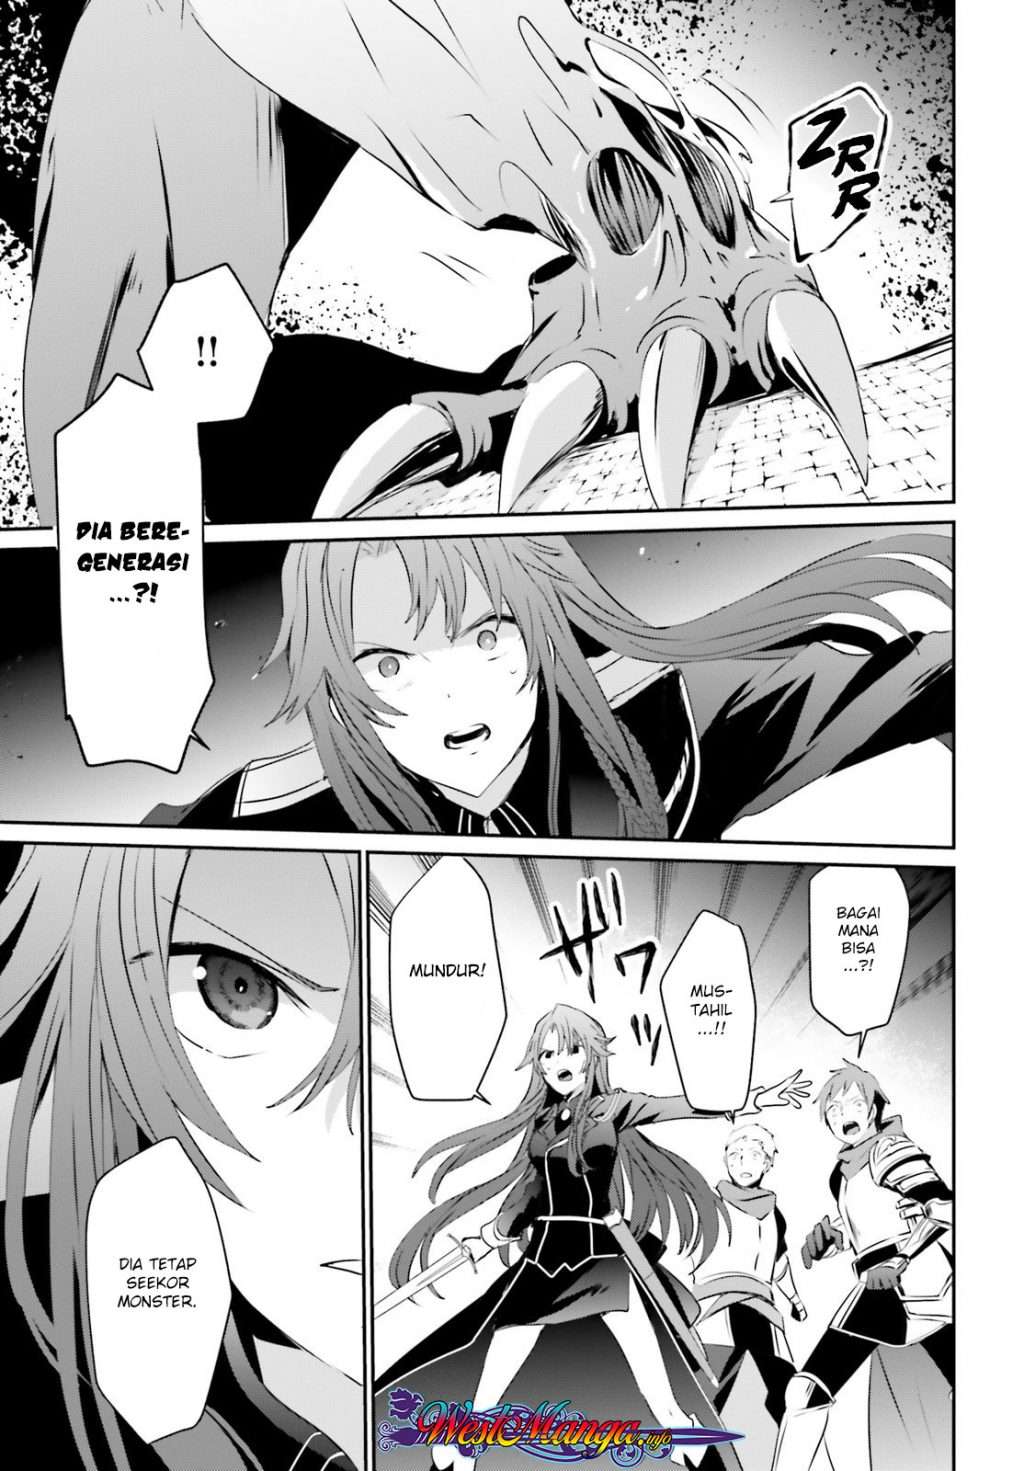 ZRR
!!
DIA BERE-
GENERASI
...?!
BAGAI
MANA
BISA
...?!
MUS-
TAHIL
...!!
ザワッ
MUNDUR!
DIA TETAP
SEEKOR
MONSTER.
WestManga.info